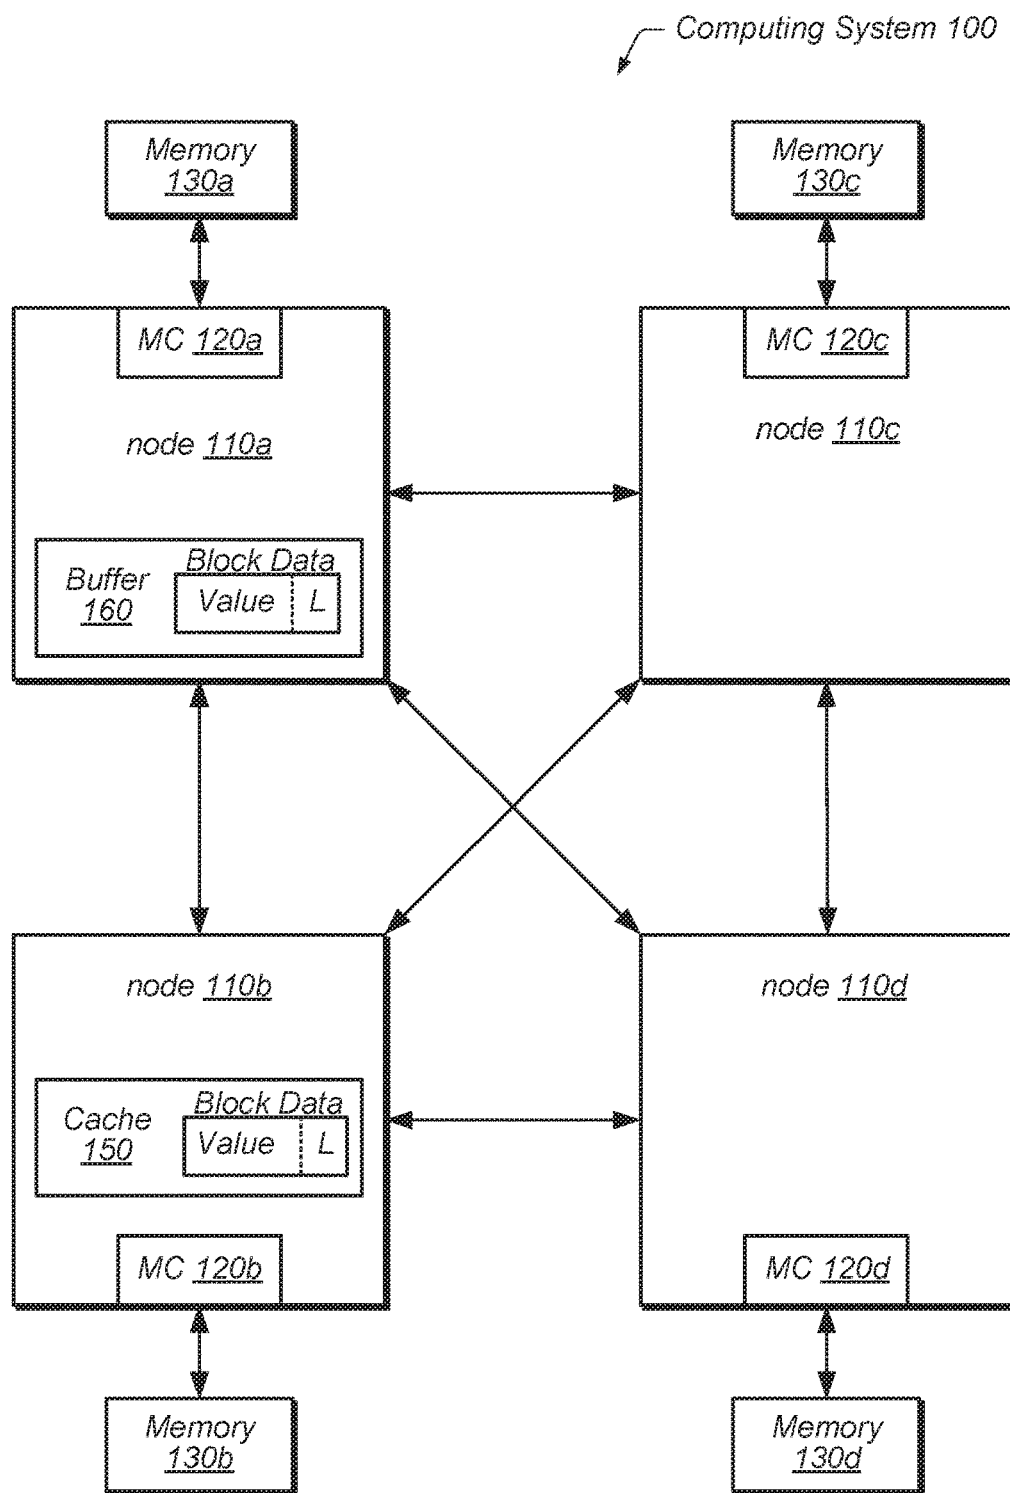 Computing System 100
Memory
130a
Memory
130c
MC 120a
MC 120c
node 110a
node 110c
Block Data
Buffer
160
Value L
node 110b
node 110d
Block Data
Cache
150
Value L
MC 120b
MC 120d
Memory
130b
Memory
130d